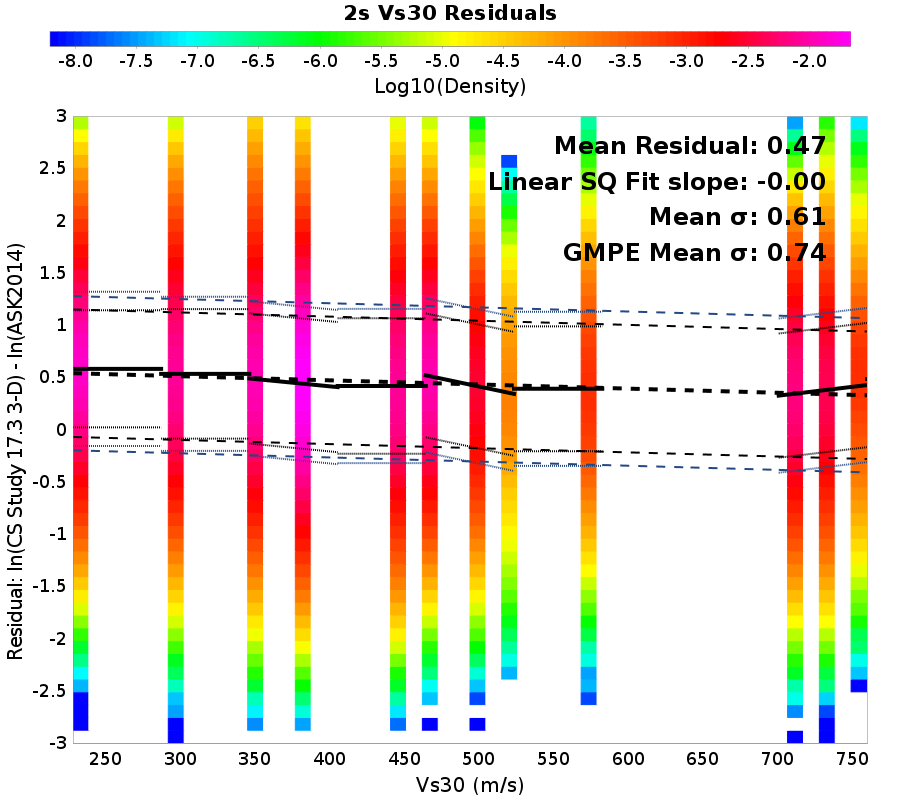 2s Vs30 Residuals
-8.0 -7.5 -7.0 -6.5 -6.0 -5.5 -5.0 -4.5 -4.0 -3.5 -3.0 -2.5 -2.0
Log10(Density)
Mean Residual: 0.47
Linear SQ Fit slope: -0.00
Mean σ: 0.61
GMPE Mean σ: 0.74
Residual: ln(CS Study 17.3 3-D) - ln(ASK2014)
3
2.5
2
1.5
1
0.5
0
-0.5
-1
-1.5
-2
-2.5
-3
250 300 350 400 450 500 550 600 650 700 750
Vs30 (m/s)